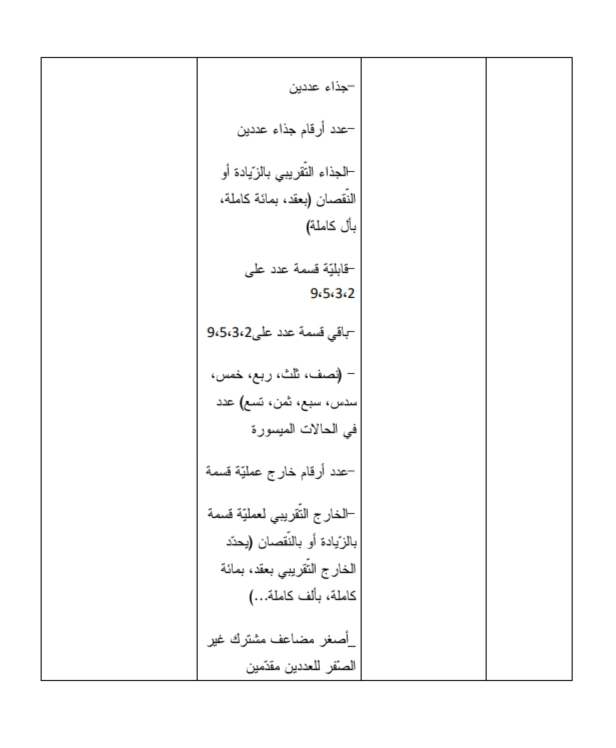 –جذاء عددين
–عدد أرقام جذاء عددين
–الجذاء التّقريبي بالزّيادة أو
النّقصان (بعقد، بمائة كاملة،
بأل كاملة)
–قابليّة قسمة عدد على
9،5،3،2
–باقي قسمة عدد على9،5،3،2
– (نصف، ثلث، ربع، خمس،
سدس، سبع، ثمن، تسع) عدد
في الحالات الميسورة
–عدد أرقام خارج عمليّة قسمة
–الخارج التّقريبي لعمليّة قسمة
بالزّيادة أو بالنّقصان (يحدّد
الخارج التّقريبي بعقد، بمائة
كاملة، بألف كاملة...)
_أصغر مضاعف مشترك غير
الصّفر للعددين مقدّمين